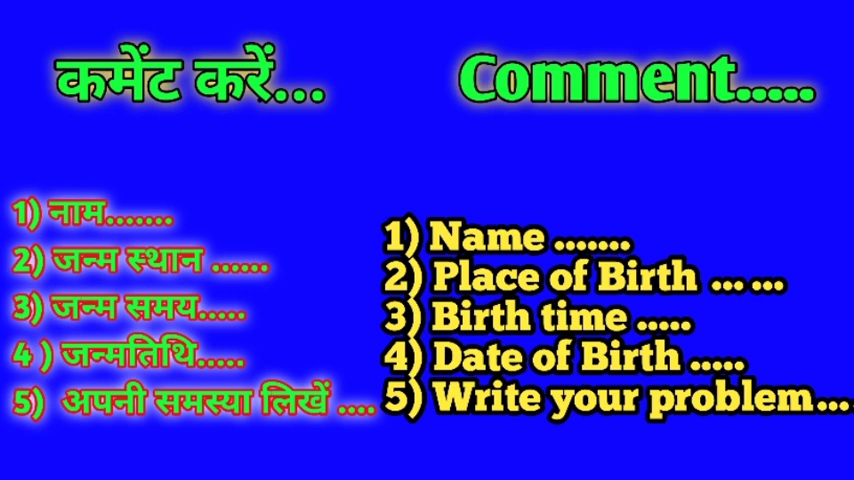 कमेंट करें...
Comment.....
1) नाम.......
2) जन्म स्थान ......
3) जन्म समय.....
4 ) जन्मतिथि.....
5) अपनी समस्या लिखें ....
1) Name .......
2) Place of Birth ... ...
3) Birth time .....
4) Date of Birth .....
5) Write your problem...